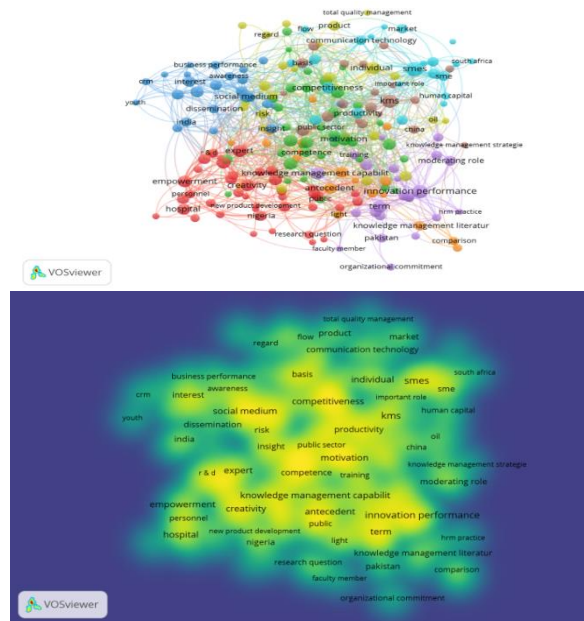 total quality management
regard
flow
product
market
communication technology
basis
individual
smes
south africa
sme
business performance
awareness
crm
interest
social medium
youth
dissemination
india
risk
insight
competitiveness
important role
kms
human capital
productivity
public sector
motivation
oil
china
training
knowledge management strategie
moderating role
r & d
expert
competence
knowledge management capabilit
empowerment
personnel
creativity
antecedent
public
innovation performance
hospital
new product development
nigeria
light
term
hrm practice
research question
faculty member
knowledge management literatur
pakistan
comparison
organizational commitment
VOSviewer
total quality management
regard
flow
product
market
communication technology
basis
individual
smes
south africa
sme
business performance
awareness
crm
interest
social medium
youth
dissemination
india
risk
insight
competitiveness
important role
kms
human capital
productivity
public sector
motivation
oil
china
training
knowledge management strategie
moderating role
r & d
expert
competence
knowledge management capabilit
empowerment
personnel
creativity
antecedent
public
innovation performance
hospital
new product development
nigeria
light
term
hrm practice
research question
faculty member
knowledge management literatur
pakistan
comparison
organizational commitment
VOSviewer